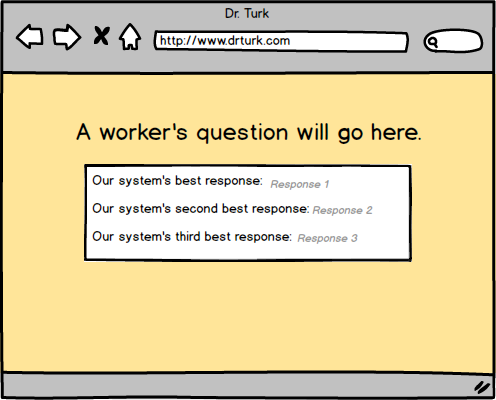 Dr. Turk
http://www.drturk.com
A worker's question will go here.
Our system's best response: Response 1
Our system's second best response: Response 2
Our system's third best response: Response 3